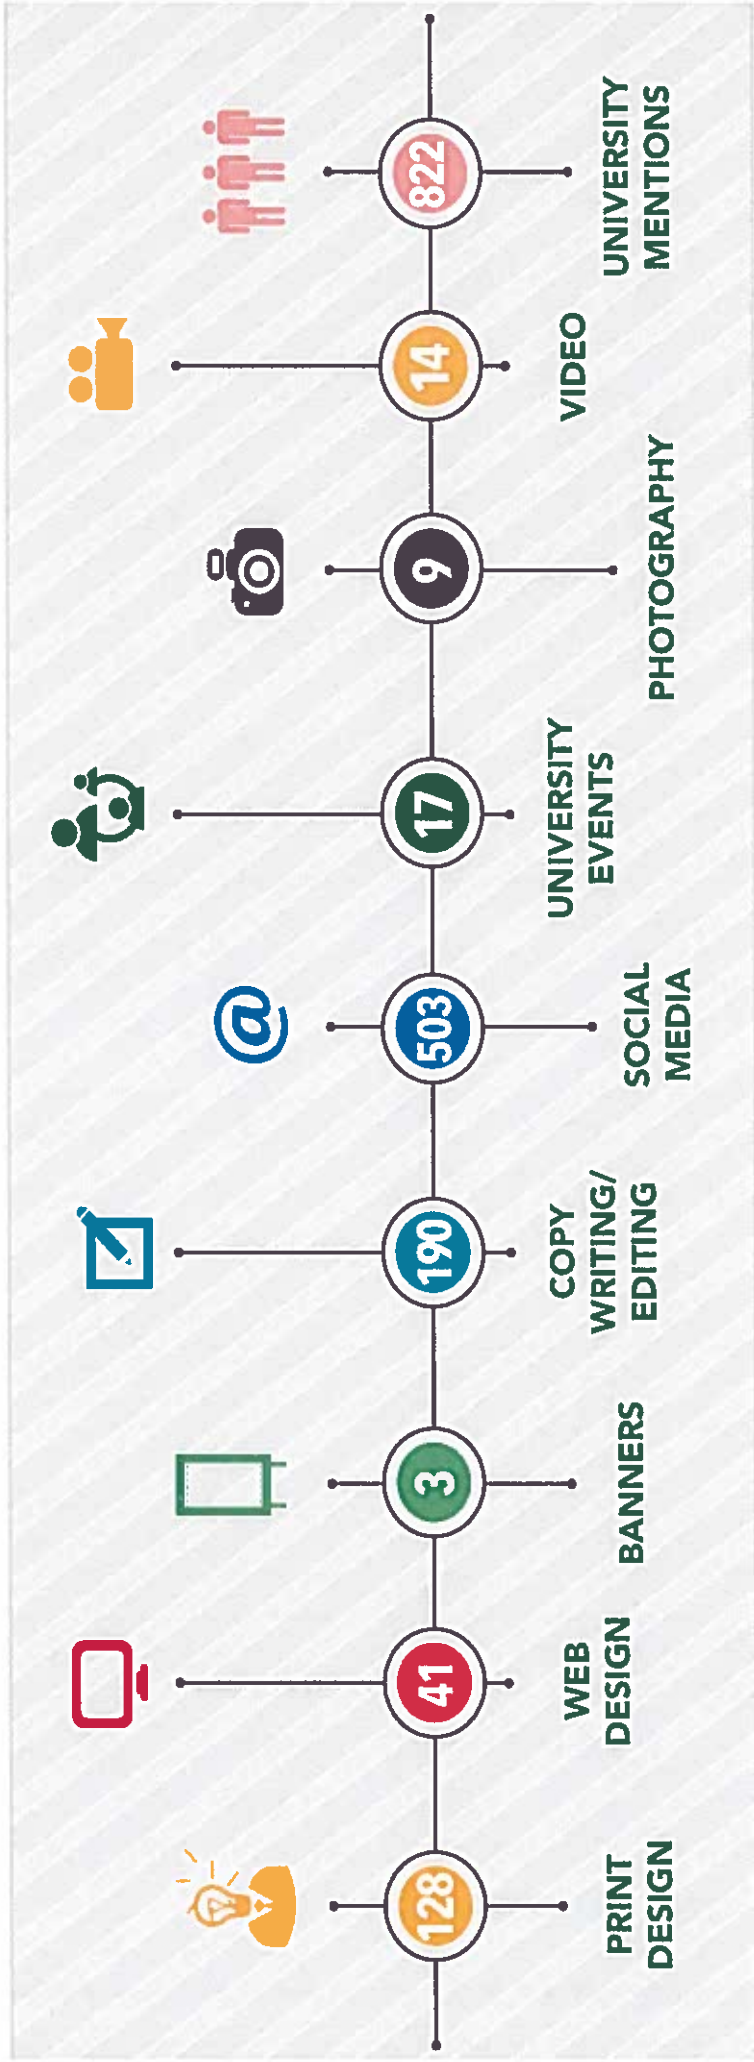 128
PRINT
DESIGN
41
WEB
DESIGN
3
BANNERS
190
COPY
WRITING/
EDITING
503
SOCIAL
MEDIA
17
UNIVERSITY
EVENTS
9
PHOTOGRAPHY
14
VIDEO
822
UNIVERSITY
MENTIONS